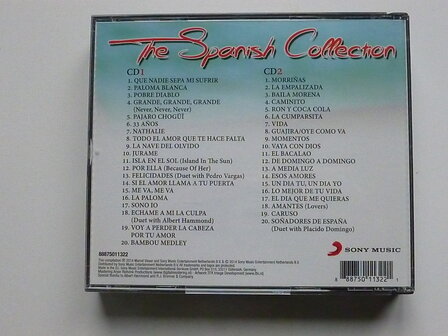 The Spanish Collection
CD1
1. QUE NADIE SEPA MI SUFRIR
2. PALOMA BLANCA
3. POBRE DIABLO
4. GRANDE, GRANDE, GRANDE
(Never, Never, Never)
5. PAJARO CHOGÜI
6. 33 AÑOS
7. NATHALIE
8. TODO EL AMOR QUE TE HACE FALTA
9. LA NAVE DEL OLVIDO
10. JURAME
11. ISLA EN EL SOL (Island In The Sun)
12. POR ELLA (Because Of Her)
13. FELICIDADES (Duet with Pedro Vargas)
14. SI EL AMOR LLAMA A TU PUERTA
15. ME VA, ME VA
16. LA PALOMA
17. SONO IO
18. ECHAME A MI LA CULPA
(Duet with Albert Hammond)
19. VOY A PERDER LA CABEZA
POR TU AMOR
20. BAMBOU MEDLEY
CD2
1. MORRIÑAS
2. LA EMPALIZADA
3. BAILA MORENA
4. CAMINITO
5. RON Y COCA COLA
6. LA CUMPARSITA
7. VIDA
8. GUAJIRA/OYE COMO VA
9. MOMENTOS
10. VAYA CON DIOS
11. EL BACALAO
12. DE DOMINGO A DOMINGO
13. A MEDIA LUZ
14. ESOS AMORES
15. UN DIA TU, UN DIA YO
16. LO MEJOR DE TU VIDA
17. EL DIA QUE ME QUIERAS
18. AMANTES (Lovers)
19. CARUSO
20. SOÑADORES DE ESPAÑA
(Duet with Placido Domingo)
88875011322
SONY MUSIC
8 88750 11322 1